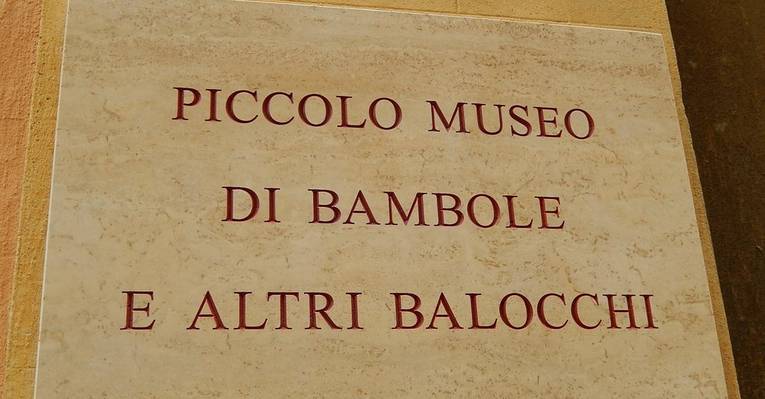 PICCOLO MUSEO
DI BAMBOLE
E ALTRI BALOCCHI